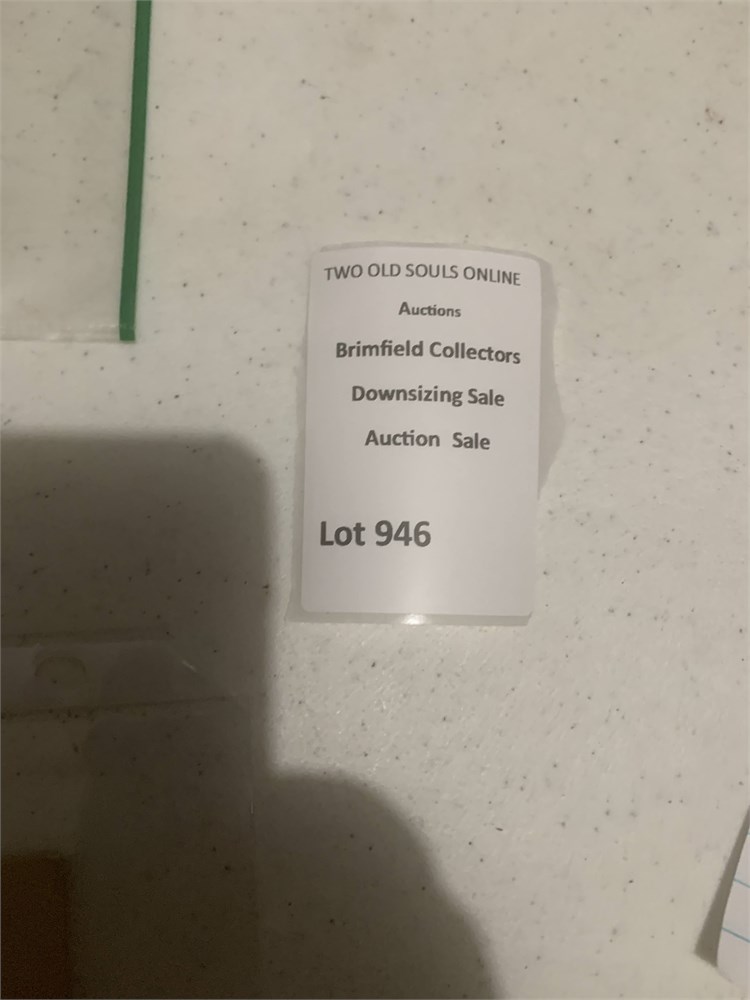 TWO OLD SOULS ONLINE
Auctions
Brimfield Collectors
Downsizing Sale
Auction Sale
Lot 946